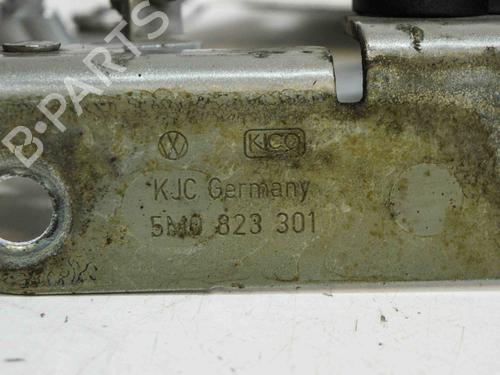 B-PARTS
KICO
KJC Germany
5M0 823 301